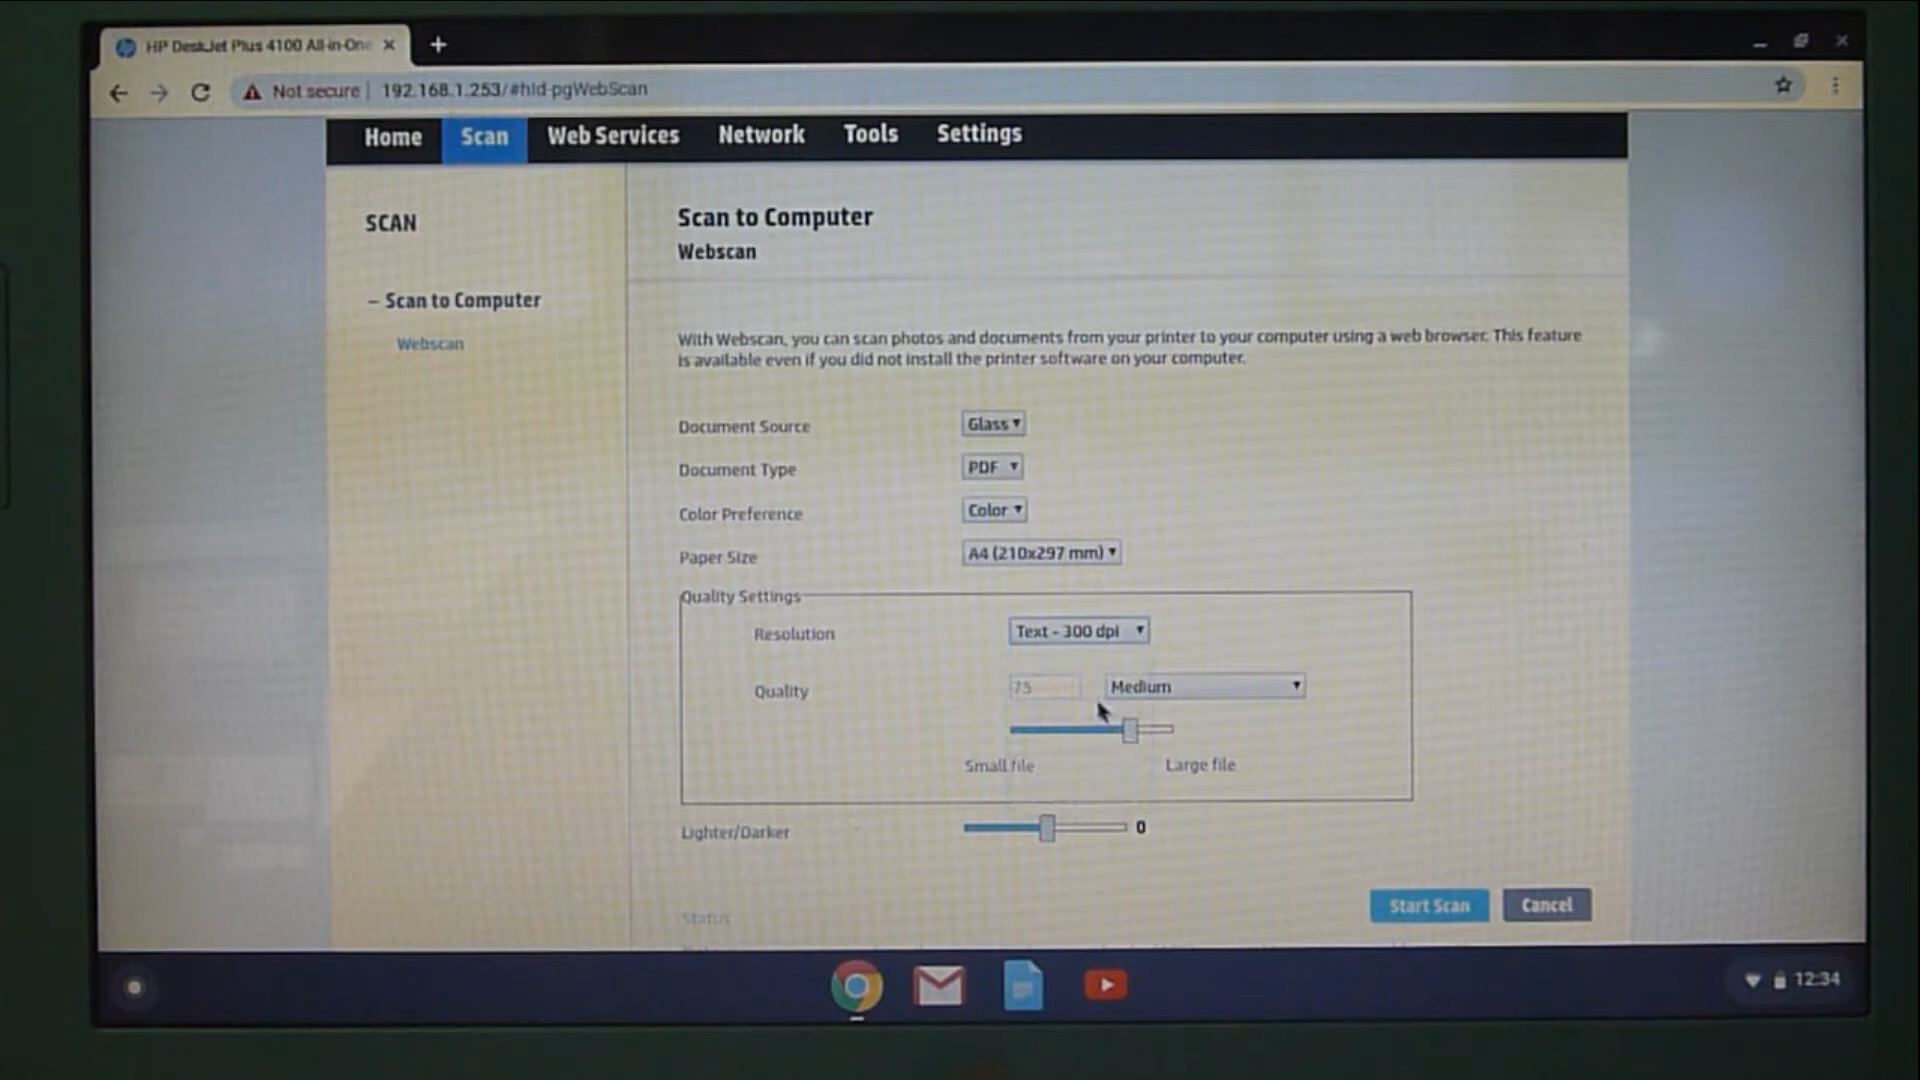 HP DeskJet Plus 4100 All-in-One
Not secure | 192.168.1.253/#hId-pgWebScan
Home Scan Web Services Network Tools Settings
SCAN
– Scan to Computer
Webscan
Scan to Computer
Webscan
With Webscan, you can scan photos and documents from your printer to your computer using a web browser. This feature
is available even if you did not install the printer software on your computer.
Document Source Glass
Document Type PDF
Color Preference Color
Paper Size A4 (210x297 mm)
Quality Settings
Resolution Text - 300 dpi
Quality 75 Medium
Small file Large file
Lighter/Darker 0
Start Scan Cancel
Status
12:34